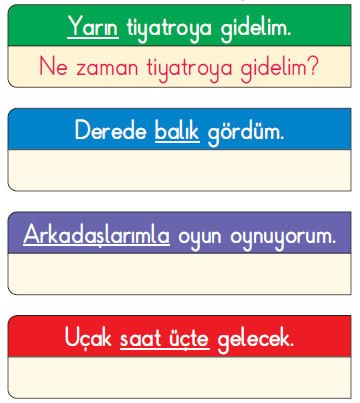 Yarın tiyatroya gidelim.
Ne zaman tiyatroya gidelim?
Derede balık gördüm.
Arkadaşlarımla oyun oynuyorum.
Uçak saat üçte gelecek.